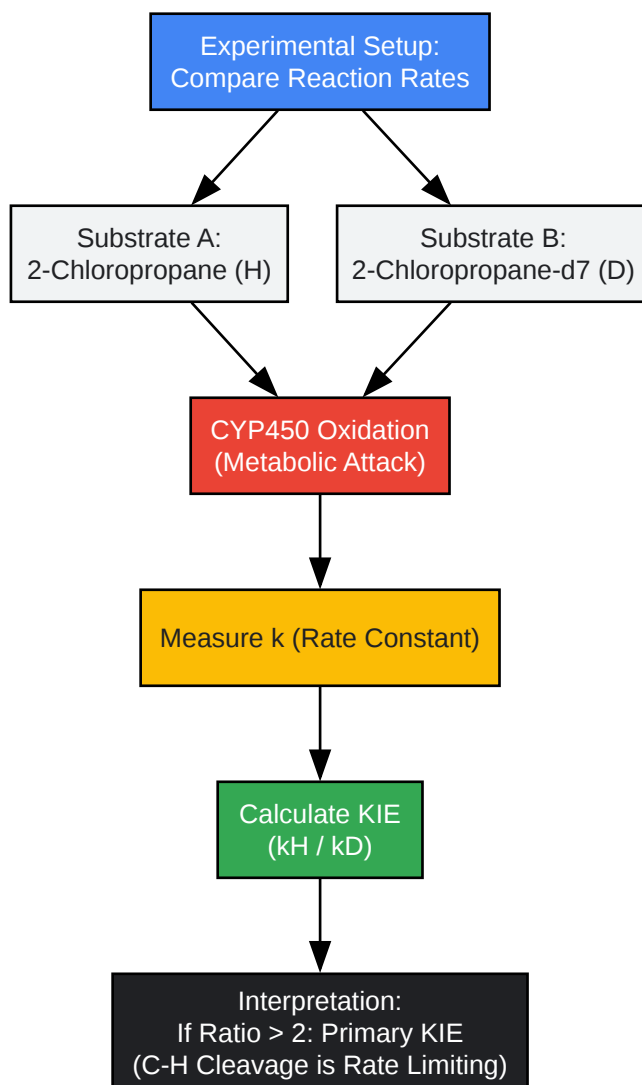 Experimental Setup:
Compare Reaction Rates
Substrate A:
2-Chloropropane (H)
Substrate B:
2-Chloropropane-d7 (D)
CYP450 Oxidation
(Metabolic Attack)
Measure k (Rate Constant)
Calculate KIE
(kH / kD)
Interpretation:
If Ratio > 2: Primary KIE
(C-H Cleavage is Rate Limiting)